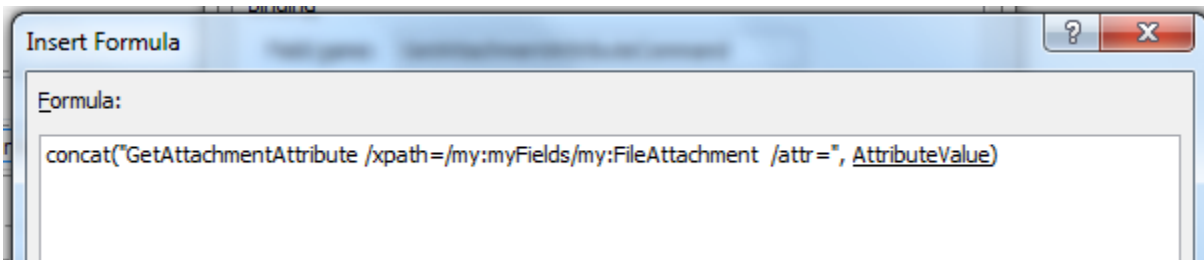 Insert Formula
?
X
Formula:
concat("GetAttachmentAttribute /xpath=/my:myFields/my:FileAttachment  /attr=", AttributeValue)